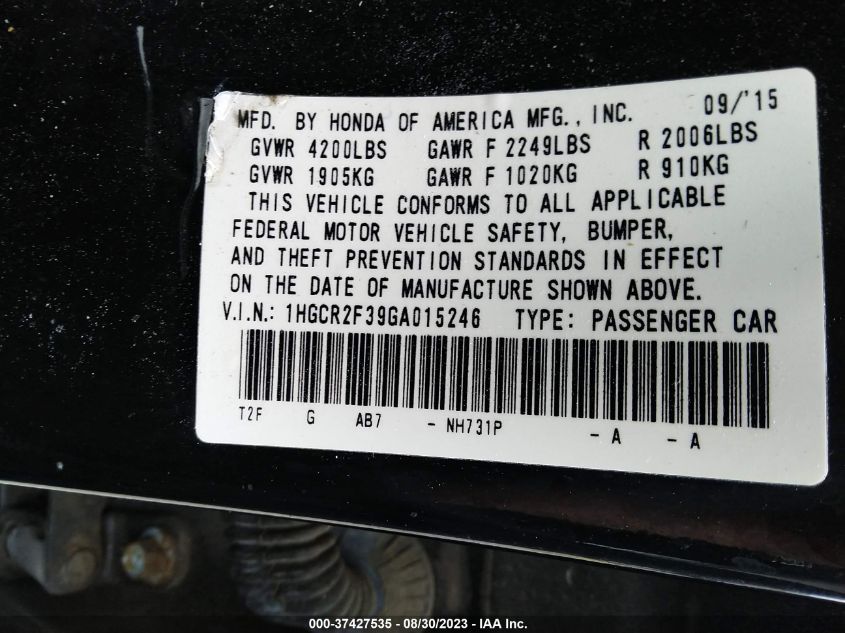 MFD. BY HONDA OF AMERICA MFG., INC. 09/'15
GVWR 4200LBS GAWR F 2249LBS R 2006LBS
GVWR 1905KG GAWR F 1020KG R 910KG
THIS VEHICLE CONFORMS TO ALL APPLICABLE
FEDERAL MOTOR VEHICLE SAFETY, BUMPER,
AND THEFT PREVENTION STANDARDS IN EFFECT
ON THE DATE OF MANUFACTURE SHOWN ABOVE.
V.I.N.: 1HGCR2F39GA015246 TYPE: PASSENGER CAR
T2F G AB7 - NH731P - A - A
000-37427535 - 08/30/2023 - IAA Inc.